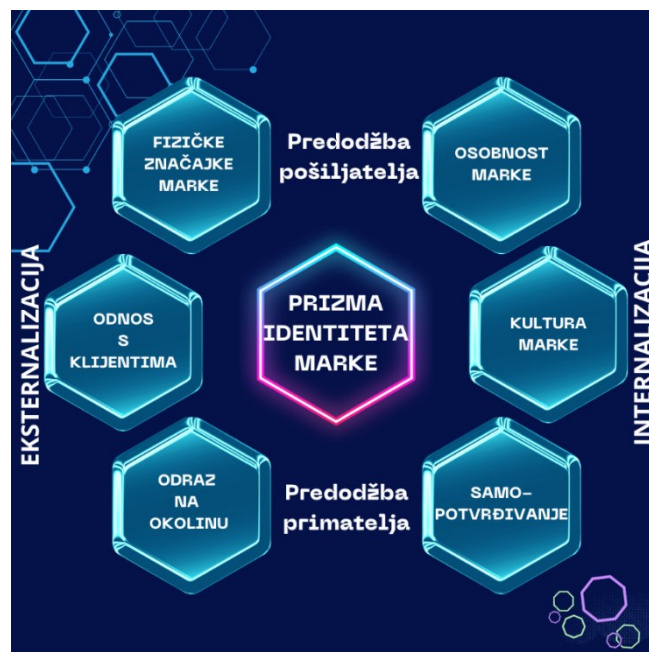 FIZIČKE
ZNAČAJKE
MARKE
Predodžba
pošiljatelja
OSOBNOST
MARKE
EKSTERNALIZACIJA
ODNOS
S
KLIJENTIMA
PRIZMA
IDENTITETA
MARKE
KULTURA
MARKE
INTERNALIZACIJA
ODRAZ
NA
OKOLINU
Predodžba
primatelja
SAMO-
POTVRĐIVANJE